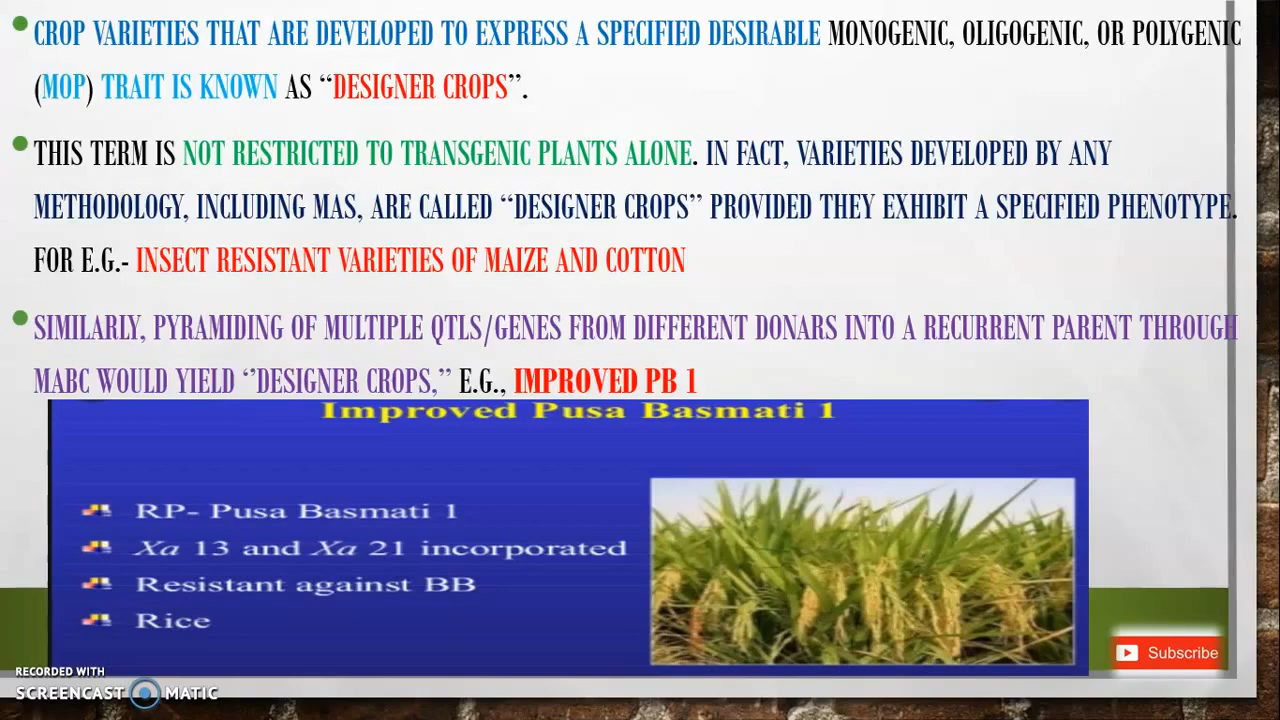 CROP VARIETIES THAT ARE DEVELOPED TO EXPRESS A SPECIFIED DESIRABLE MONOGENIC, OLIGOGENIC, OR POLYGENIC
(MOP) TRAIT IS KNOWN AS “DESIGNER CROPS”.
THIS TERM IS NOT RESTRICTED TO TRANSGENIC PLANTS ALONE. IN FACT, VARIETIES DEVELOPED BY ANY
METHODOLOGY, INCLUDING MAS, ARE CALLED “DESIGNER CROPS” PROVIDED THEY EXHIBIT A SPECIFIED PHENOTYPE.
FOR E.G.- INSECT RESISTANT VARIETIES OF MAIZE AND COTTON
SIMILARLY, PYRAMIDING OF MULTIPLE QTLS/GENES FROM DIFFERENT DONARS INTO A RECURRENT PARENT THROUGH
MABC WOULD YIELD ‘’DESIGNER CROPS,’’ E.G., IMPROVED PB 1
Improved Pusa Basmati 1
RP- Pusa Basmati 1
Xa 13 and Xa 21 incorporated
Resistant against BB
Rice
Subscribe
RECORDED WITH
SCREENCAST MATIC